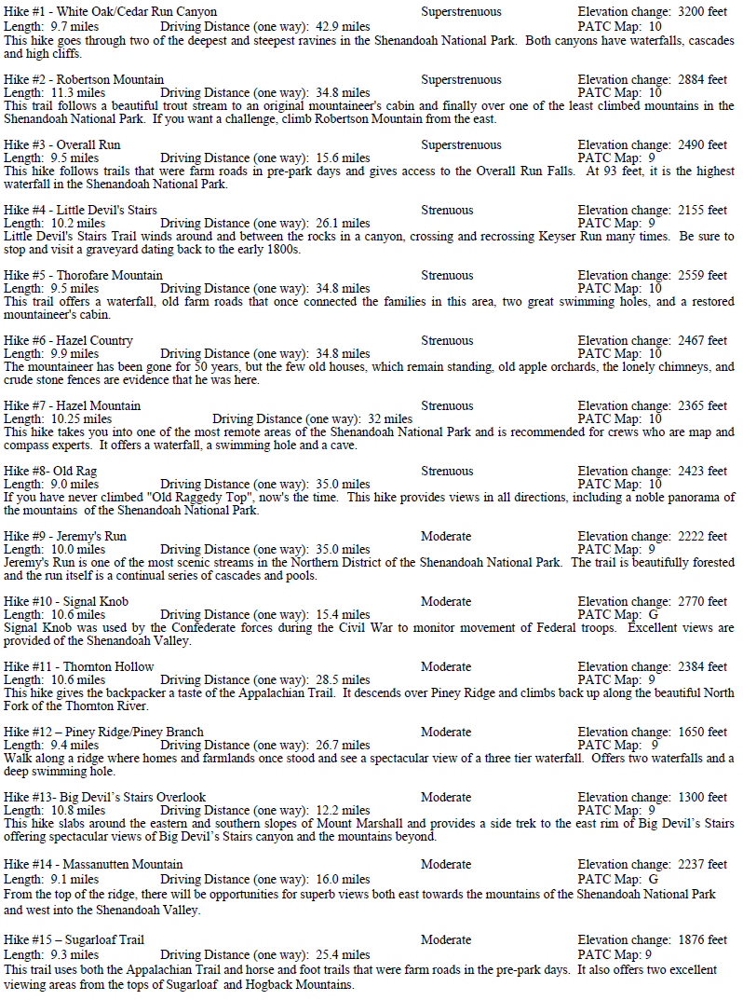 Hike #1 - White Oak/Cedar Run Canyon Superstrenuous Elevation change: 3200 feet
Length: 9.7 miles Driving Distance (one way): 42.9 miles PATC Map: 10
This hike goes through two of the deepest and steepest ravines in the Shenandoah National Park. Both canyons have waterfalls, cascades
and high cliffs.
Hike #2 - Robertson Mountain Superstrenuous Elevation change: 2884 feet
Length: 11.3 miles Driving Distance (one way): 34.8 miles PATC Map: 10
This trail follows a beautiful trout stream to an original mountaineer's cabin and finally over one of the least climbed mountains in the
Shenandoah National Park. If you want a challenge, climb Robertson Mountain from the east.
Hike #3 - Overall Run Superstrenuous Elevation change: 2490 feet
Length: 9.5 miles Driving Distance (one way): 15.6 miles PATC Map: 9
This hike follows trails that were farm roads in pre-park days and gives access to the Overall Run Falls. At 93 feet, it is the highest
waterfall in the Shenandoah National Park.
Hike #4 - Little Devil's Stairs Strenuous Elevation change: 2155 feet
Length: 10.2 miles Driving Distance (one way): 26.1 miles PATC Map: 9
Little Devil's Stairs Trail winds around and between the rocks in a canyon, crossing and recrossing Keyser Run many times. Be sure to
stop and visit a graveyard dating back to the early 1800s.
Hike #5 - Thorofare Mountain Strenuous Elevation change: 2559 feet
Length: 9.5 miles Driving Distance (one way): 34.8 miles PATC Map: 10
This trail offers a waterfall, old farm roads that once connected the families in this area, two great swimming holes, and a restored
mountaineer's cabin.
Hike #6 - Hazel Country Strenuous Elevation change: 2467 feet
Length: 9.9 miles Driving Distance (one way): 34.8 miles PATC Map: 10
The mountaineer has been gone for 50 years, but the few old houses, which remain standing, old apple orchards, the lonely chimneys, and
crude stone fences are evidence that he was here.
Hike #7 - Hazel Mountain Strenuous Elevation change: 2365 feet
Length: 10.25 miles Driving Distance (one way): 32 miles PATC Map: 10
This hike takes you into one of the most remote areas of the Shenandoah National Park and is recommended for crews who are map and
compass experts. It offers a waterfall, a swimming hole and a cave.
Hike #8- Old Rag Strenuous Elevation change: 2423 feet
Length: 9.0 miles Driving Distance (one way): 35.0 miles PATC Map: 10
If you have never climbed "Old Raggedy Top", now's the time. This hike provides views in all directions, including a noble panorama of
the mountains of the Shenandoah National Park.
Hike #9 - Jeremy's Run Moderate Elevation change: 2222 feet
Length: 10.0 miles Driving Distance (one way): 35.0 miles PATC Map: 9
Jeremy's Run is one of the most scenic streams in the Northern District of the Shenandoah National Park. The trail is beautifully forested
and the run itself is a continual series of cascades and pools.
Hike #10 - Signal Knob Moderate Elevation change: 2770 feet
Length: 10.6 miles Driving Distance (one way): 15.4 miles PATC Map: G
Signal Knob was used by the Confederate forces during the Civil War to monitor movement of Federal troops. Excellent views are
provided of the Shenandoah Valley.
Hike #11 - Thornton Hollow Moderate Elevation change: 2384 feet
Length: 10.6 miles Driving Distance (one way): 28.5 miles PATC Map: 9
This hike gives the backpacker a taste of the Appalachian Trail. It descends over Piney Ridge and climbs back up along the beautiful North
Fork of the Thornton River.
Hike #12 – Piney Ridge/Piney Branch Moderate Elevation change: 1650 feet
Length: 9.4 miles Driving Distance (one way): 26.7 miles PATC Map: 9
Walk along a ridge where homes and farmlands once stood and see a spectacular view of a three tier waterfall. Offers two waterfalls and a
deep swimming hole.
Hike #13- Big Devil’s Stairs Overlook Moderate Elevation change: 1300 feet
Length: 10.8 miles Driving Distance (one way): 12.2 miles PATC Map: 9
This hike slabs around the eastern and southern slopes of Mount Marshall and provides a side trek to the east rim of Big Devil’s Stairs
offering spectacular views of Big Devil’s Stairs canyon and the mountains beyond.
Hike #14 - Massanutten Mountain Moderate Elevation change: 2237 feet
Length: 9.1 miles Driving Distance (one way): 16.0 miles PATC Map: G
From the top of the ridge, there will be opportunities for superb views both east towards the mountains of the Shenandoah National Park
and west into the Shenandoah Valley.
Hike #15 – Sugarloaf Trail Moderate Elevation change: 1876 feet
Length: 9.3 miles Driving Distance (one way): 25.4 miles PATC Map: 9
This trail uses both the Appalachian Trail and horse and foot trails that were farm roads in the pre-park days. It also offers two excellent
viewing areas from the tops of Sugarloaf and Hogback Mountains.